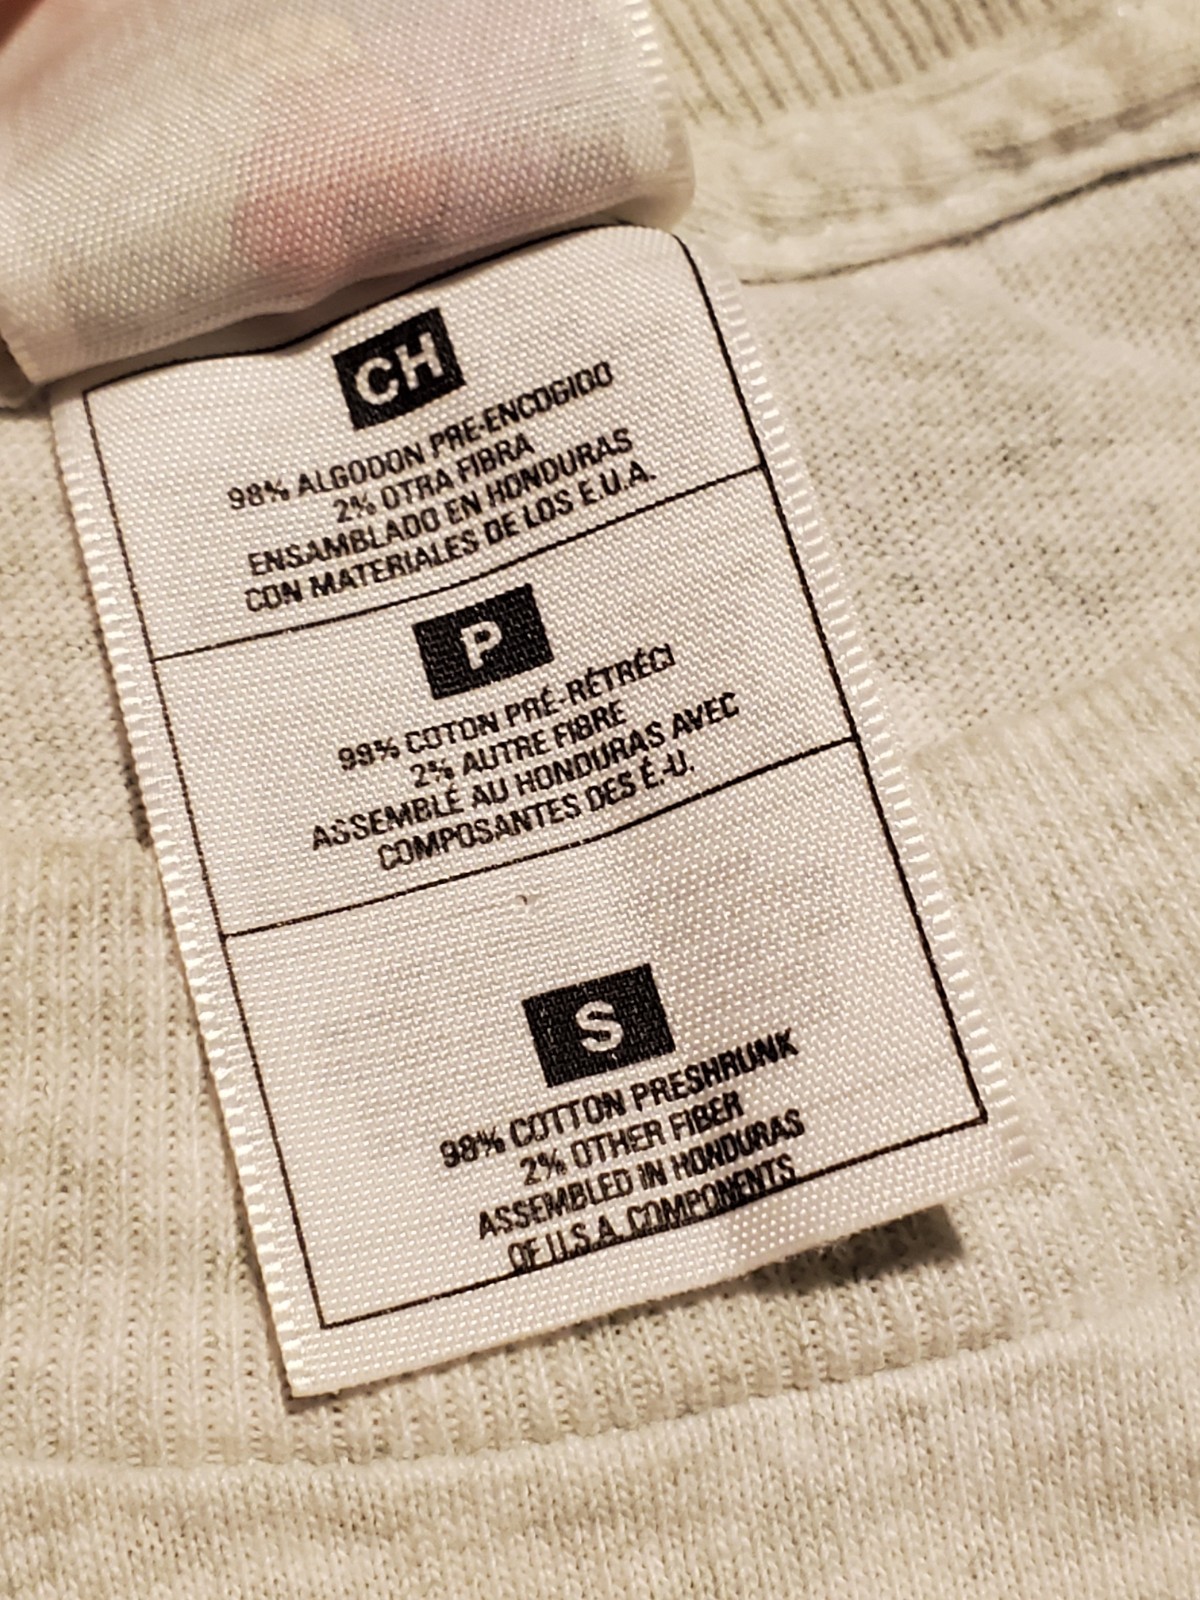 CH
98% ALGODON PRE-ENCOGIDO
2% OTRA FIBRA
ENSAMBLADO EN HONDURAS
CON MATERIALES DE LOS E.U.A.
P
98% COTON PRÉ-RÉTRÉCI
2% AUTRE FIBRE
ASSEMBLÉ AU HONDURAS AVEC
COMPOSANTES DES É.-U.
S
98% COTTON PRESHRUNK
2% OTHER FIBER
ASSEMBLED IN HONDURAS
OF U.S.A. COMPONENTS